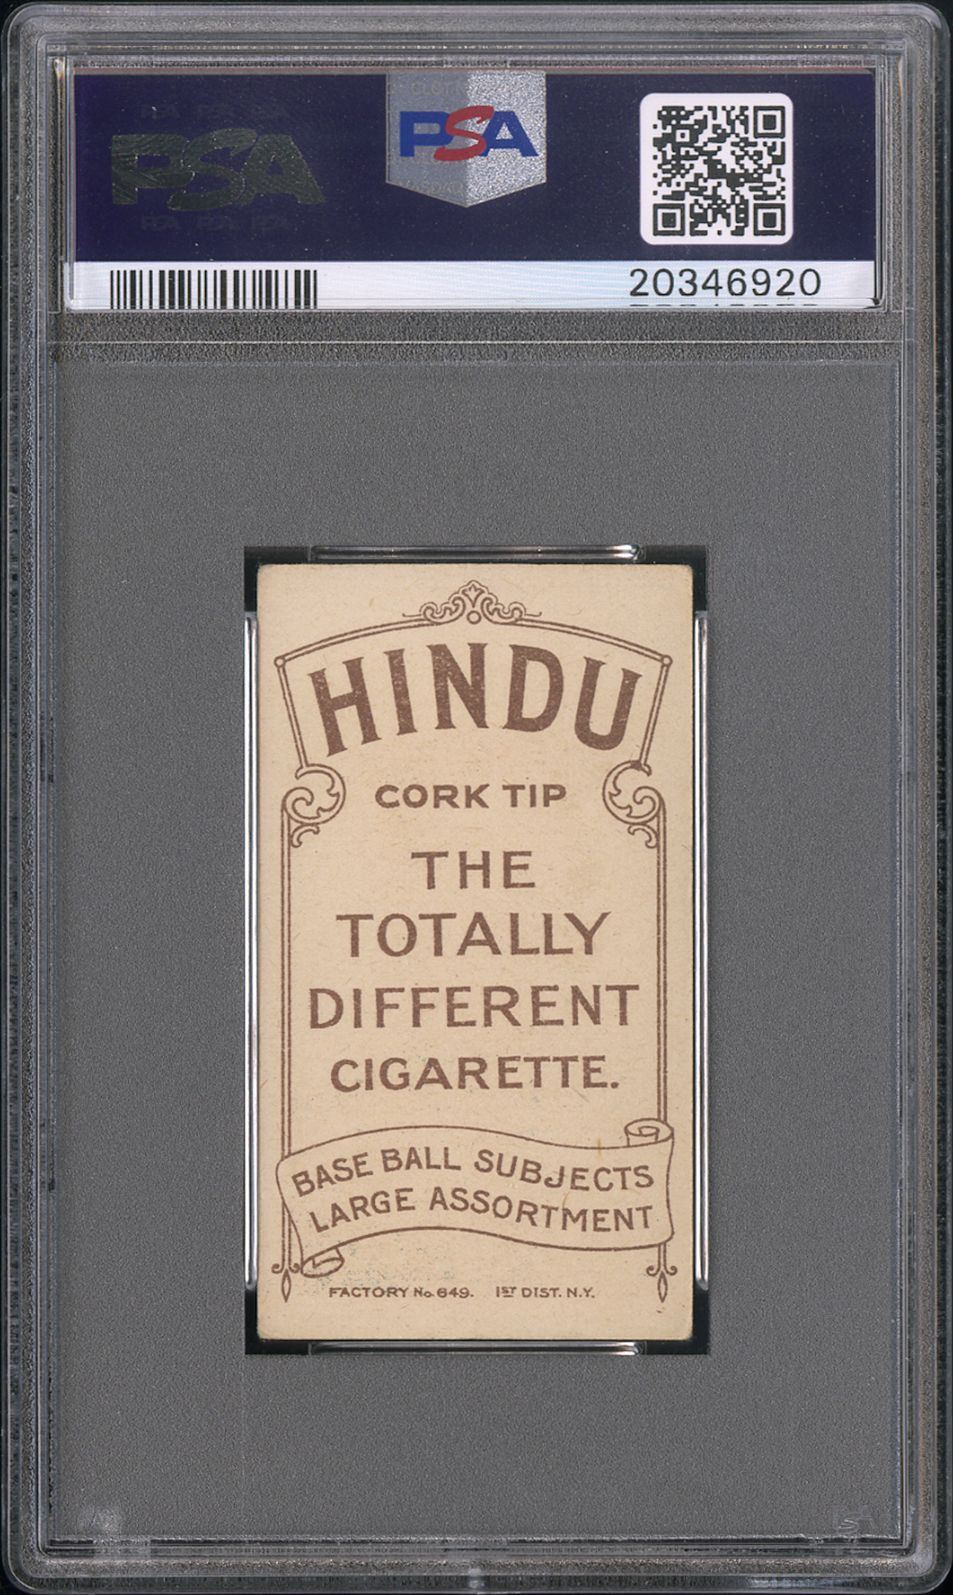 PSA
PSA
20346920
HINDU
CORK TIP
THE
TOTALLY
DIFFERENT
CIGARETTE.
BASE BALL SUBJECTS
LARGE ASSORTMENT
FACTORY No. 649. 1ST DIST. N.Y.